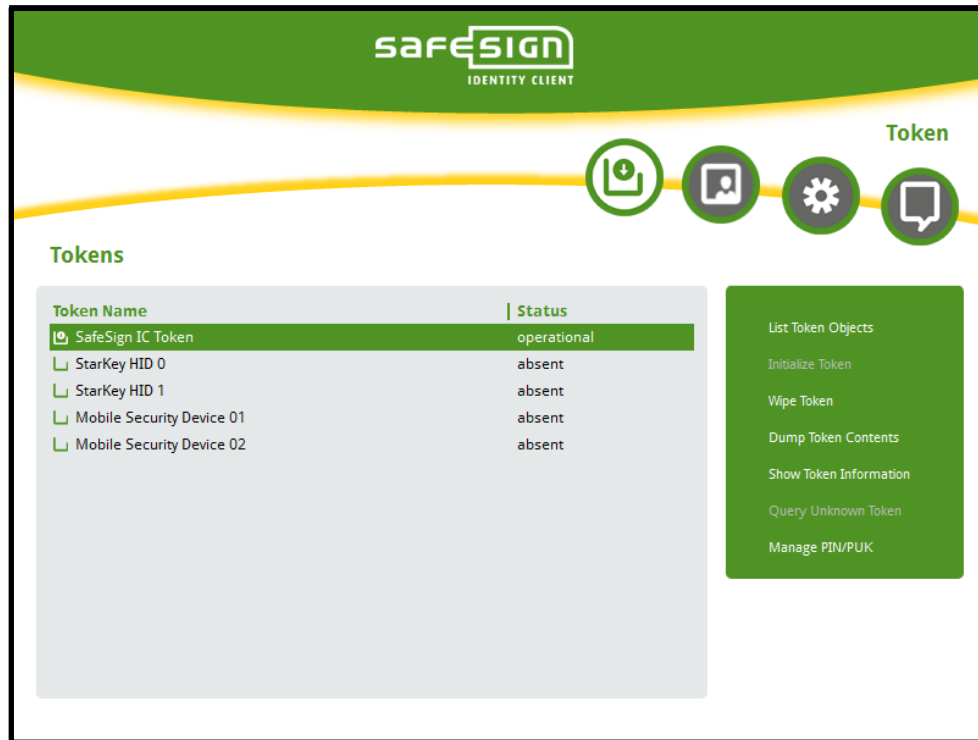 safesign
IDENTITY CLIENT
Token
Tokens
Token Name Status
SafeSign IC Token operational
StarKey HID 0 absent
StarKey HID 1 absent
Mobile Security Device 01 absent
Mobile Security Device 02 absent
List Token Objects
Initialize Token
Wipe Token
Dump Token Contents
Show Token Information
Query Unknown Token
Manage PIN/PUK